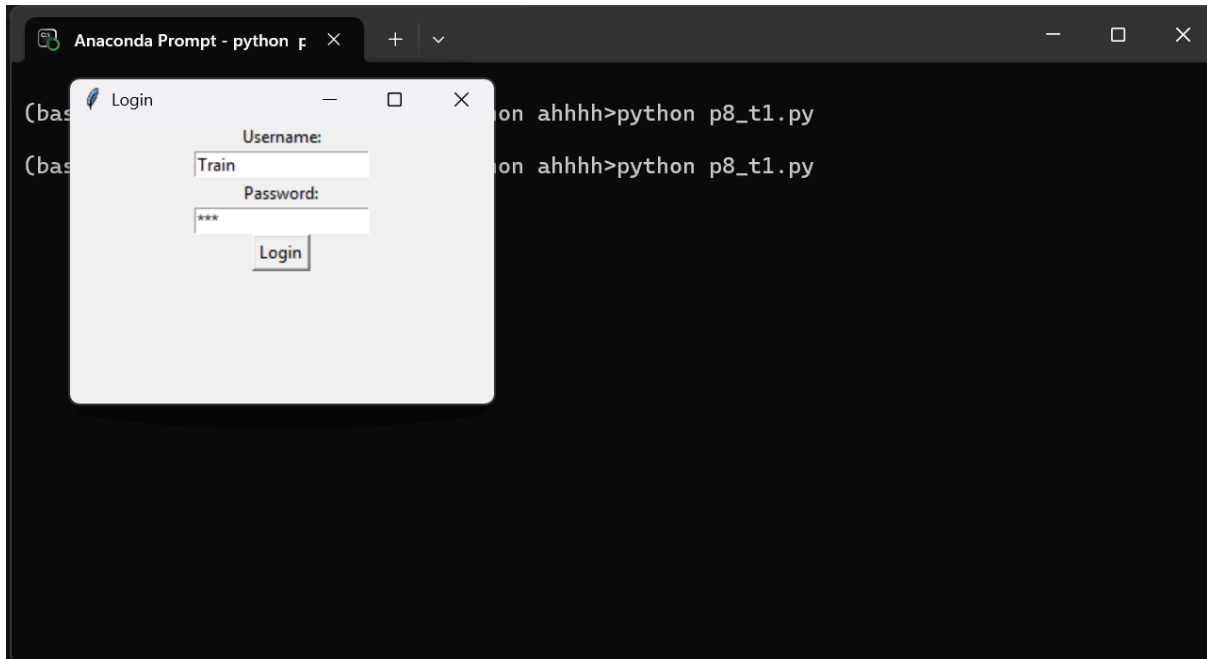 Anaconda Prompt - python p
Login
(bas
on ahhhh>python p8_t1.py
Username:
Train
(bas
on ahhhh>python p8_t1.py
Password:
***
Login